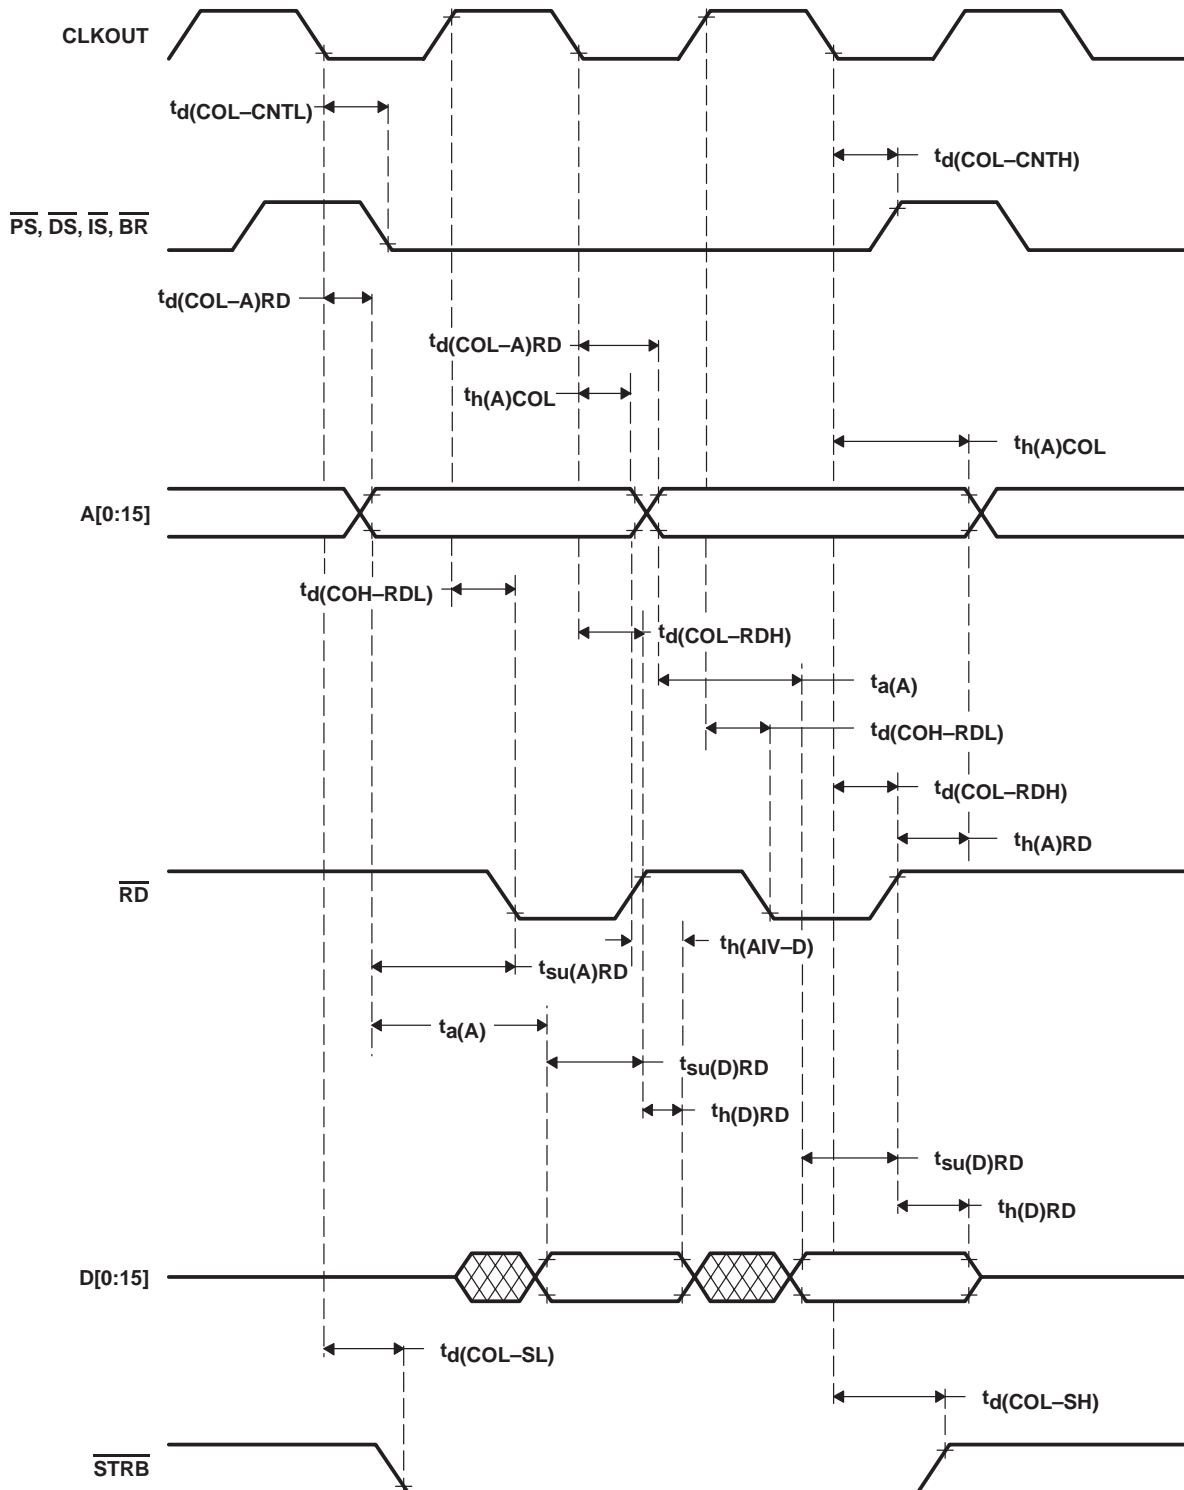 CLKOUT
td(COL–CNTL)
td(COL–CNTH)
PS, DS, IS, BR
td(COL–A)RD
td(COL–A)RD
th(A)COL
th(A)COL
A[0:15]
td(COH–RDL)
td(COL–RDH)
ta(A)
td(COH–RDL)
td(COL–RDH)
th(A)RD
RD
th(AIV–D)
tsu(A)RD
ta(A)
tsu(D)RD
th(D)RD
tsu(D)RD
th(D)RD
D[0:15]
td(COL–SL)
td(COL–SH)
STRB